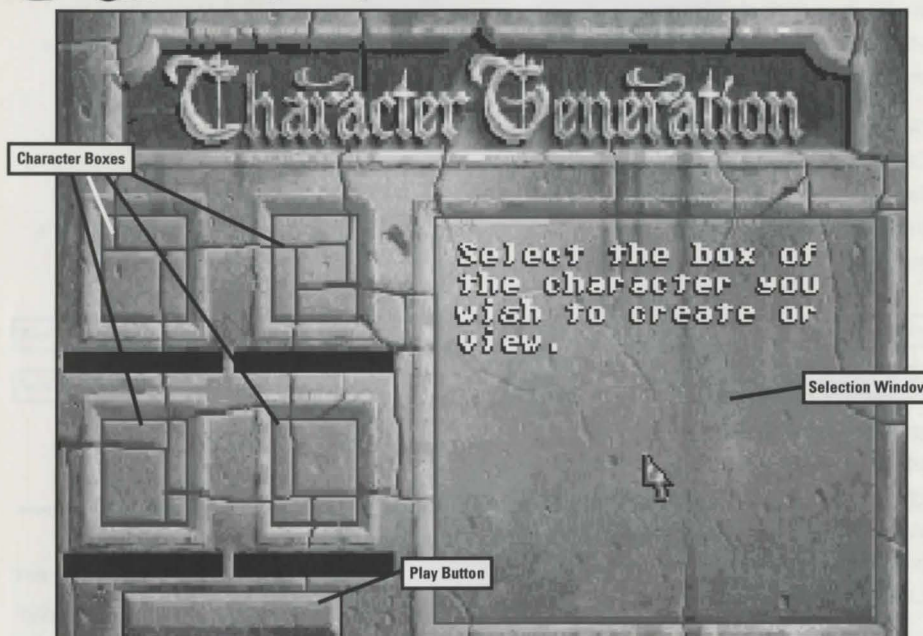 Character Generation
Character Boxes
Select the box of
the character you
wish to create or
view.
Selection Window
Play Button